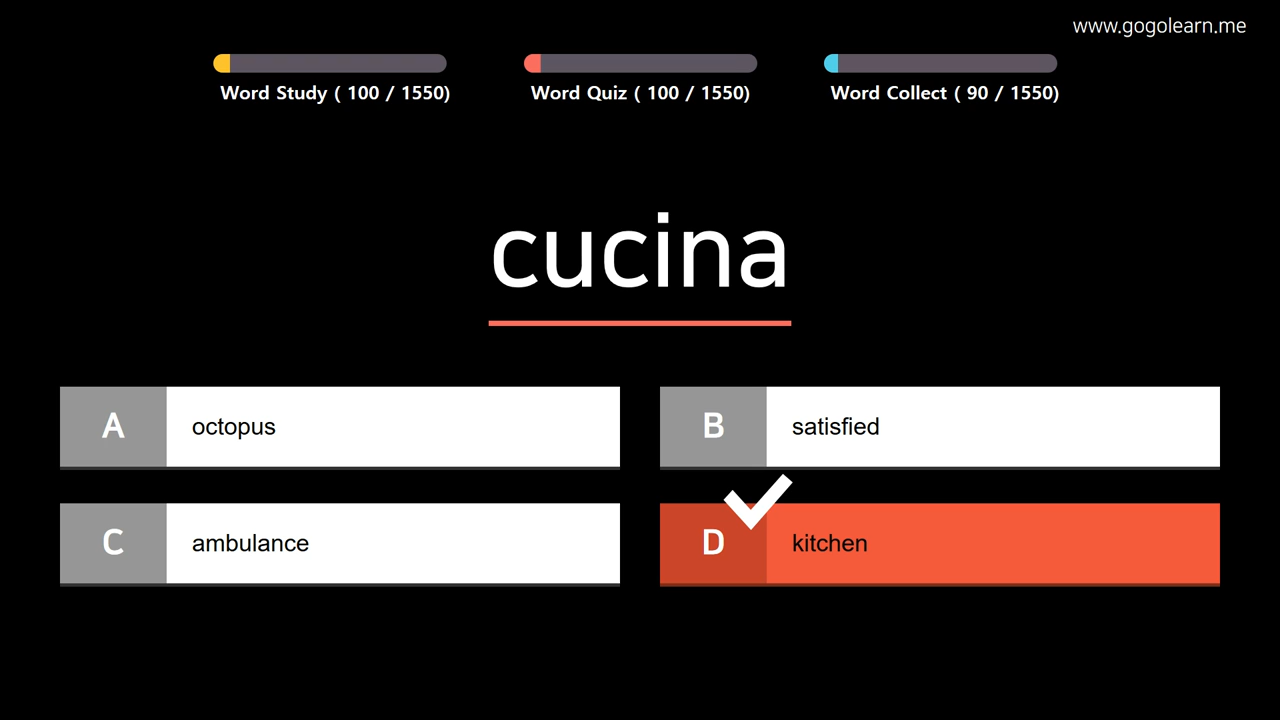 www.gogolearn.me
Word Study ( 100 / 1550)
Word Quiz ( 100 / 1550)
Word Collect ( 90 / 1550)
cucina
A octopus
B satisfied
C ambulance
D kitchen